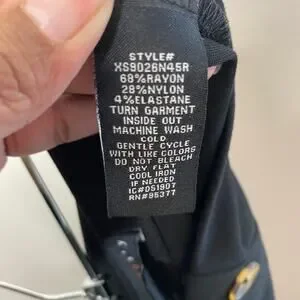 STYLE#
XS9026N45R
68%RAYON
28%NYLON
4%ELASTANE
TURN GARMENT
INSIDE OUT
MACHINE WASH
COLD
GENTLE CYCLE
WITH LIKE COLORS
DO NOT BLEACH
DRY FLAT
COOL IRON
IF NEEDED
IC#DS1907
RN#95377